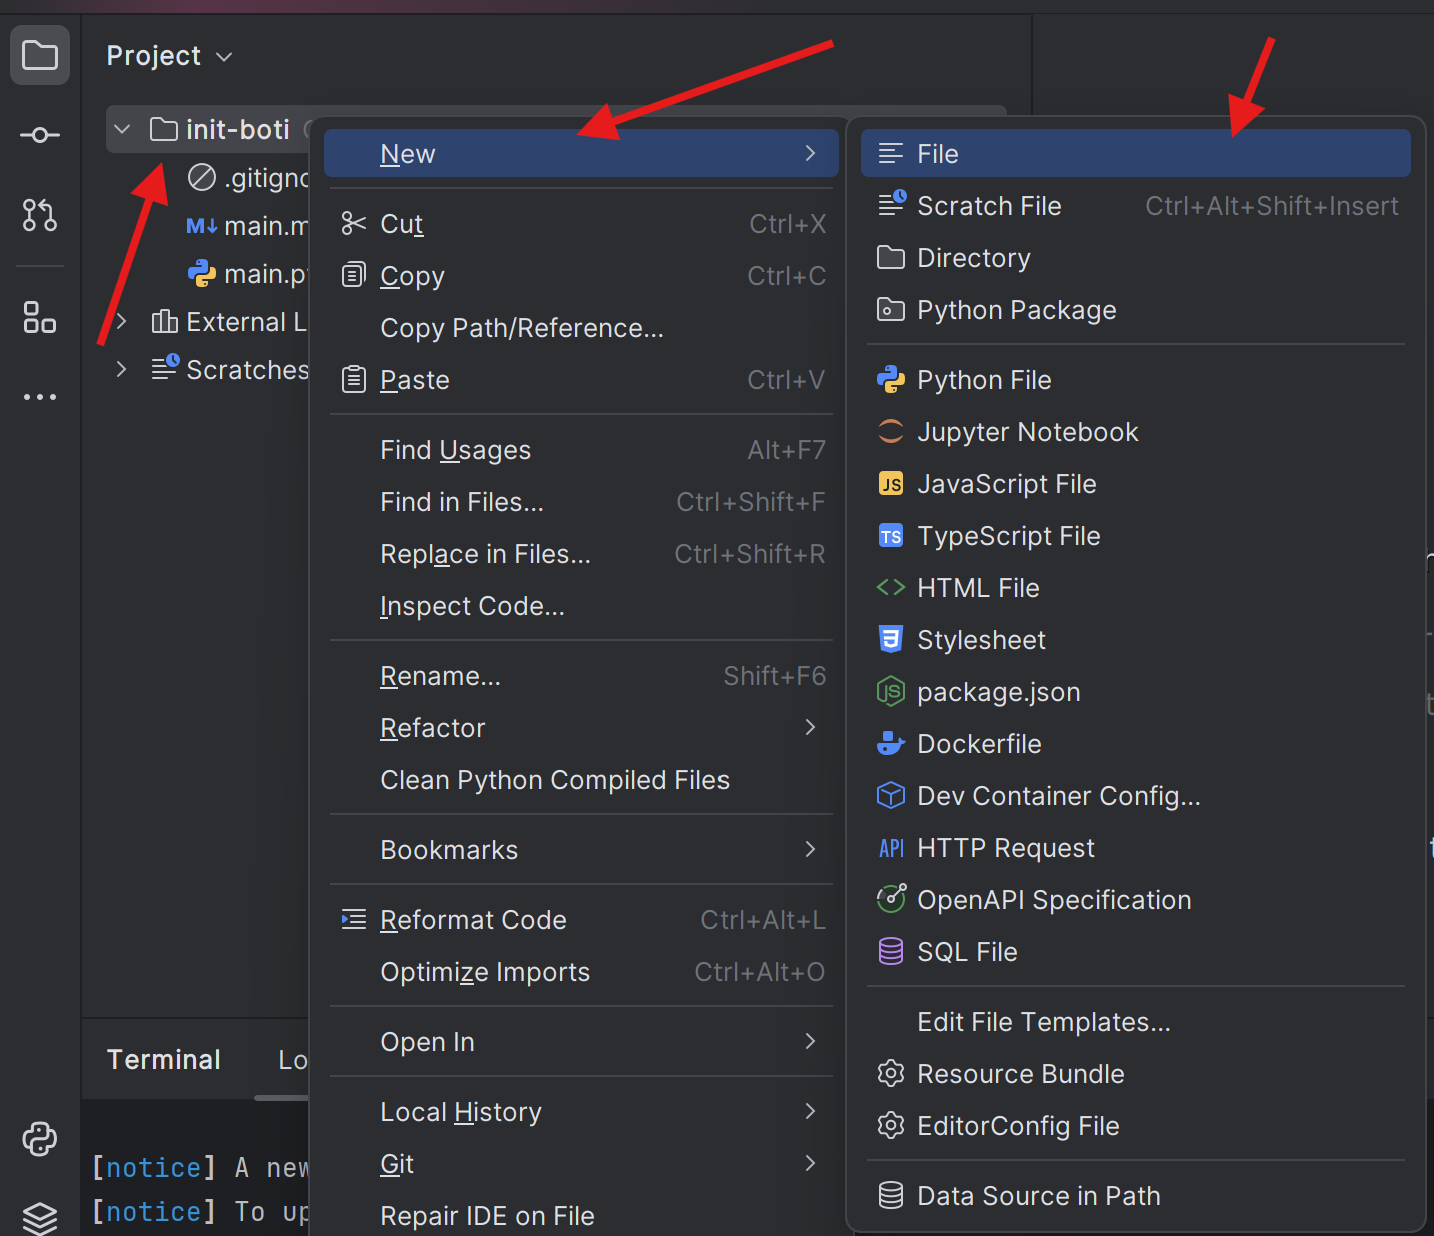 Project
init-boti
.gitigno
main.m
main.p
External L
Scratches
New
Cut Ctrl+X
Copy Ctrl+C
Copy Path/Reference...
Paste Ctrl+V
Find Usages Alt+F7
Find in Files... Ctrl+Shift+F
Replace in Files... Ctrl+Shift+R
Inspect Code...
Rename... Shift+F6
Refactor
Clean Python Compiled Files
Bookmarks
Reformat Code Ctrl+Alt+L
Optimize Imports Ctrl+Alt+O
Open In
Local History
Git
Repair IDE on File
File
Scratch File Ctrl+Alt+Shift+Insert
Directory
Python Package
Python File
Jupyter Notebook
JS JavaScript File
TS TypeScript File
HTML File
Stylesheet
package.json
Dockerfile
Dev Container Config...
API HTTP Request
OpenAPI Specification
SQL File
Edit File Templates...
Resource Bundle
EditorConfig File
Data Source in Path
Terminal Lo
[notice] A new
[notice] To up